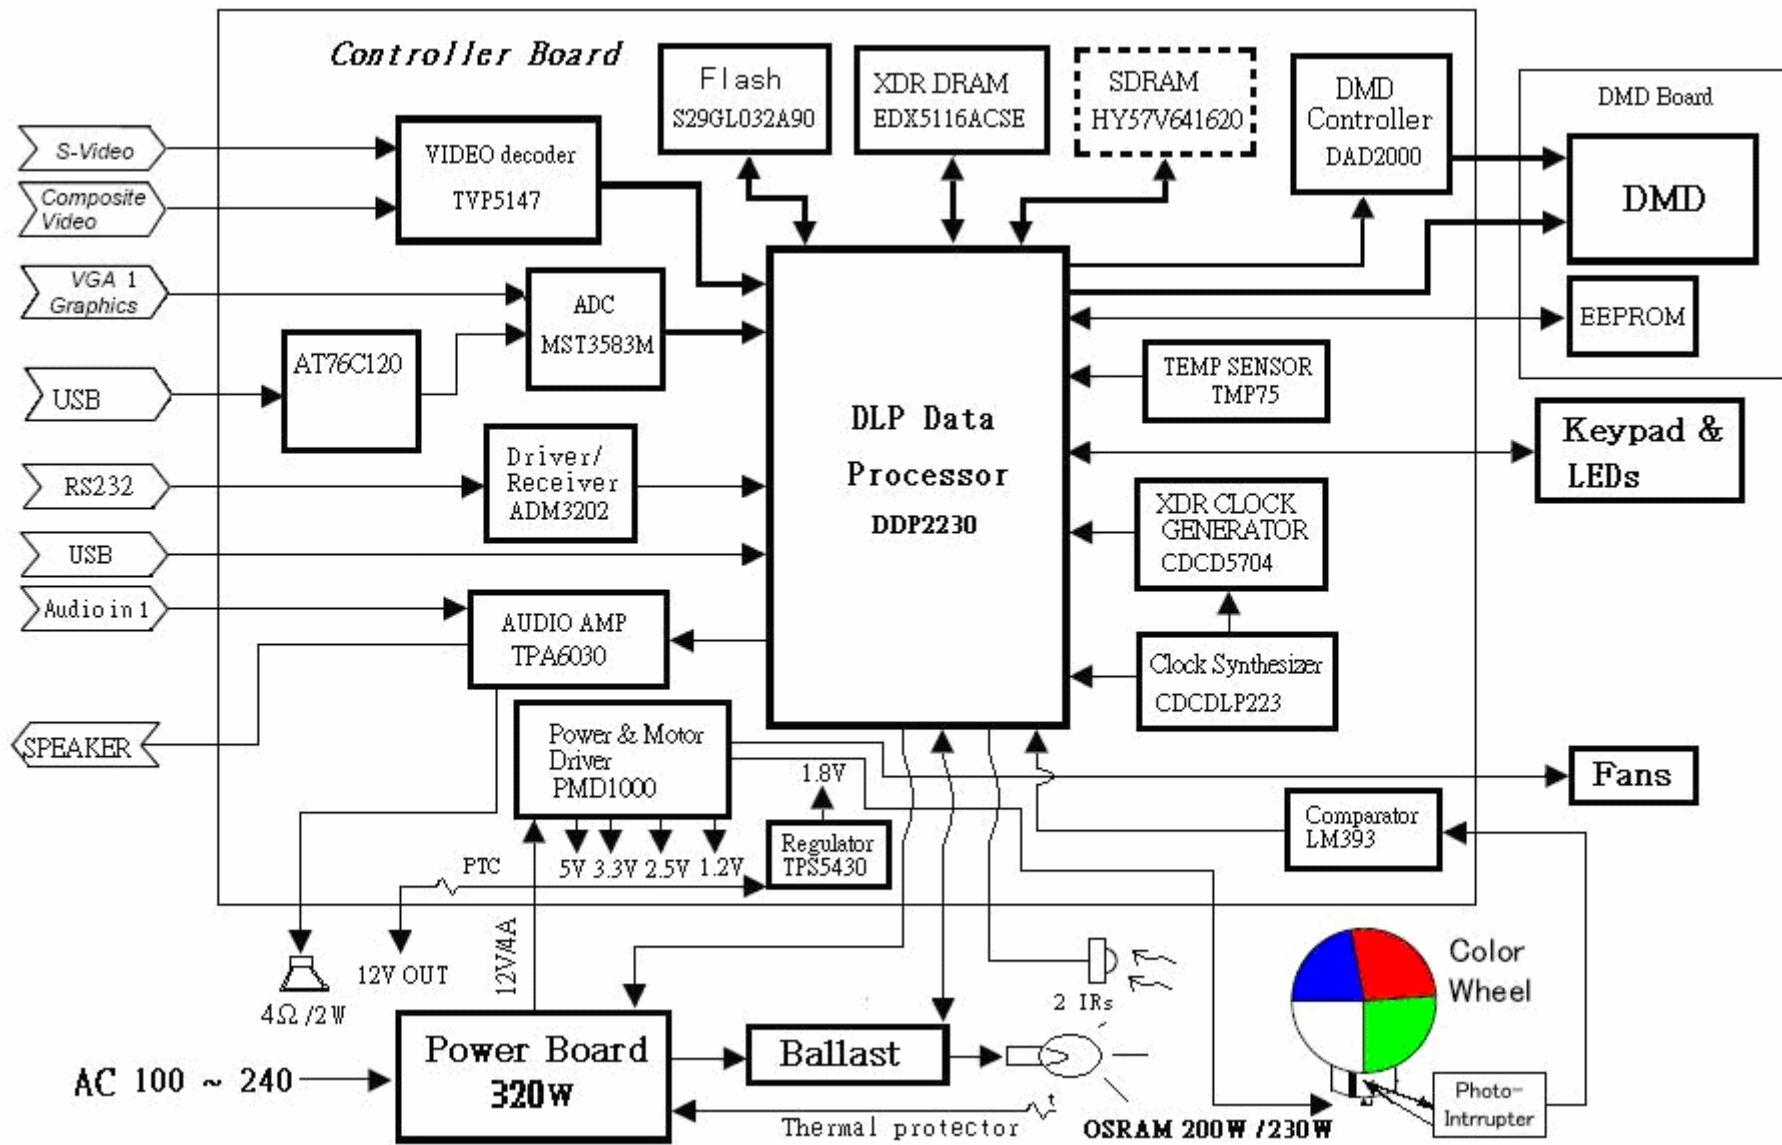 Controller Board
Flash
S29GL032A90
XDR DRAM
EDX5116ACSE
SDRAM
HY57V641620
DMD
Controller
DAD2000
DMD Board
DMD
EEPROM
S-Video
Composite
Video
VIDEO decoder
TVP5147
VGA 1
Graphics
ADC
MST3583M
USB
AT76C120
RS232
Driver/
Receiver
ADM3202
USB
Audio in 1
AUDIO AMP
TPA6030
SPEAKER
DLP Data
Processor
DDP2230
TEMP SENSOR
TMP75
Keypad &
LEDs
XDR CLOCK
GENERATOR
CDCD5704
Clock Synthesizer
CDCDLP223
Power & Motor
Driver
PMD1000
5V 3.3V 2.5V 1.2V
1.8V
Regulator
TPS5430
Fans
Comparator
LM393
PTC
12V/4A
4Ω/2W
12V OUT
2 IRs
Color
Wheel
AC 100 ~ 240
Power Board
320W
Ballast
t
Thermal protector
OSRAM 200W /230W
Photo-
Intrrupter